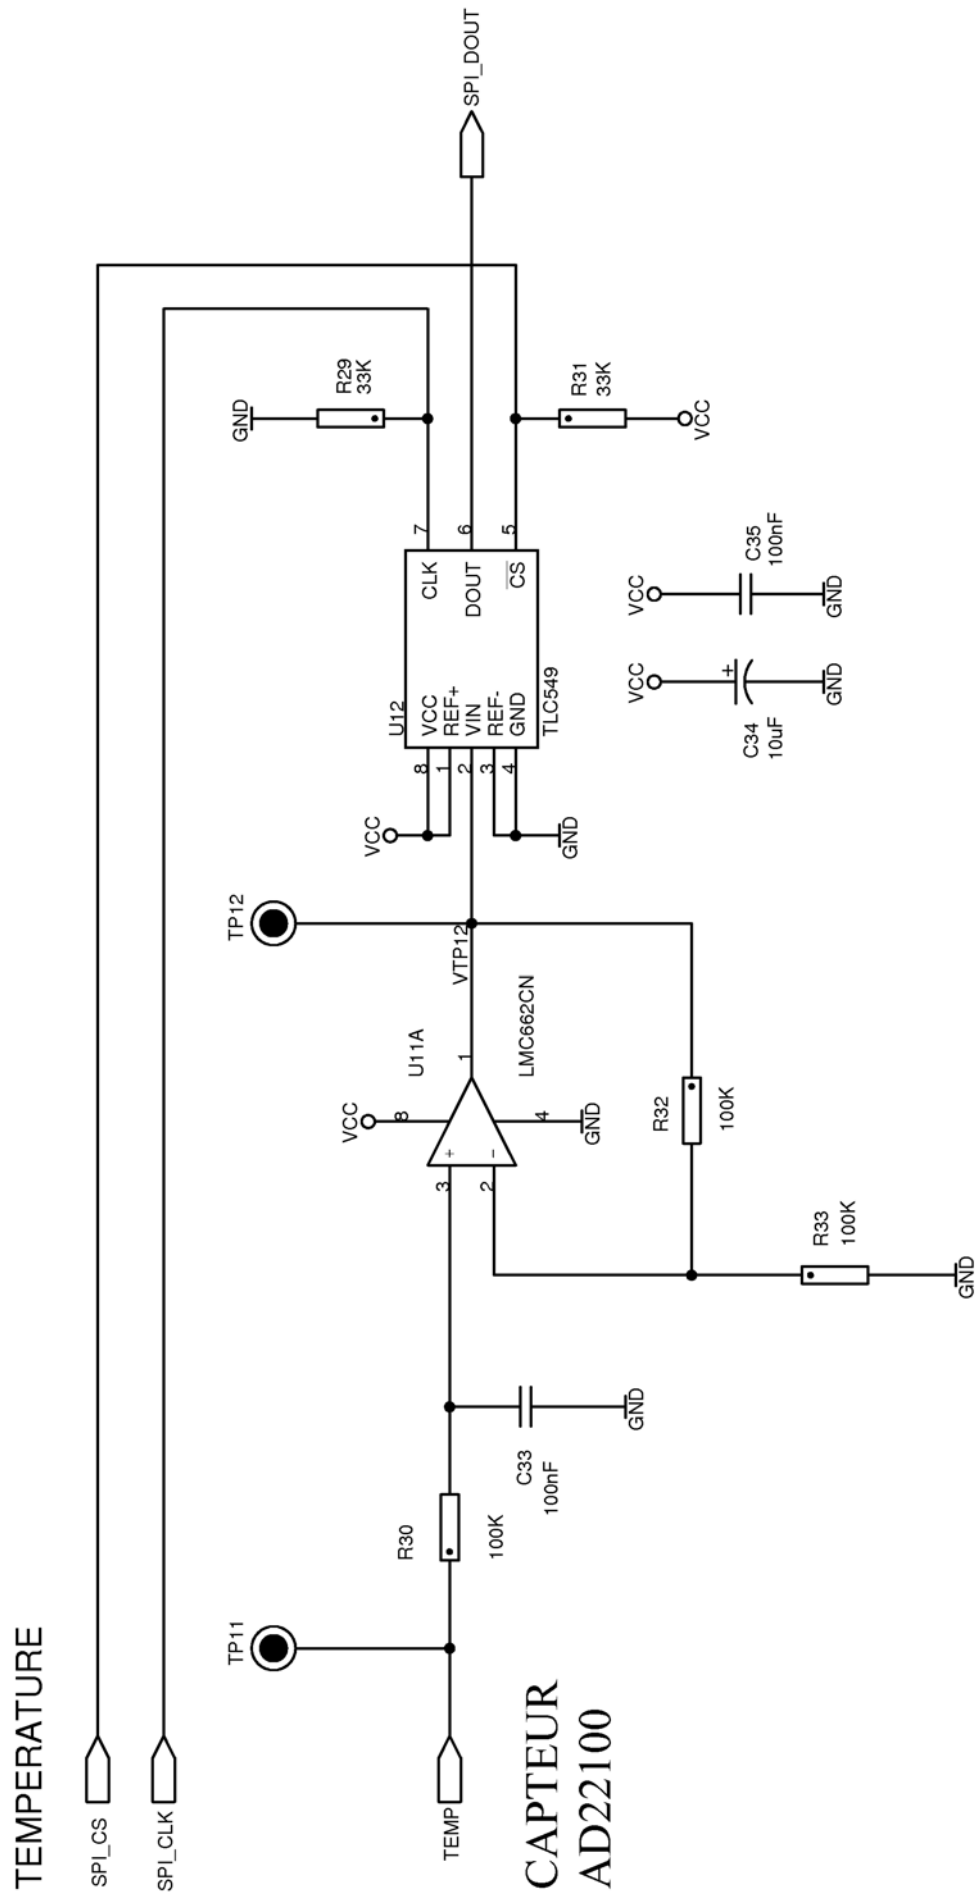 TEMPERATURE
SPI_CS
SPI_CLK
TEMP
CAPTEUR
AD22100
TP11
R30
100K
C33
100nF
GND
VCC
8
U11A
3
+
2
-
1
4
GND
LMC662CN
VTP12
TP12
R32
100K
R33
100K
GND
VCC
GND
U12
8
1
2
3
4
VCC
REF+
VIN
REF-
GND
CLK
DOUT
CS
7
6
5
TLC549
GND
R29
33K
R31
33K
VCC
SPI_DOUT
VCC
+
C34
10uF
GND
VCC
C35
100nF
GND